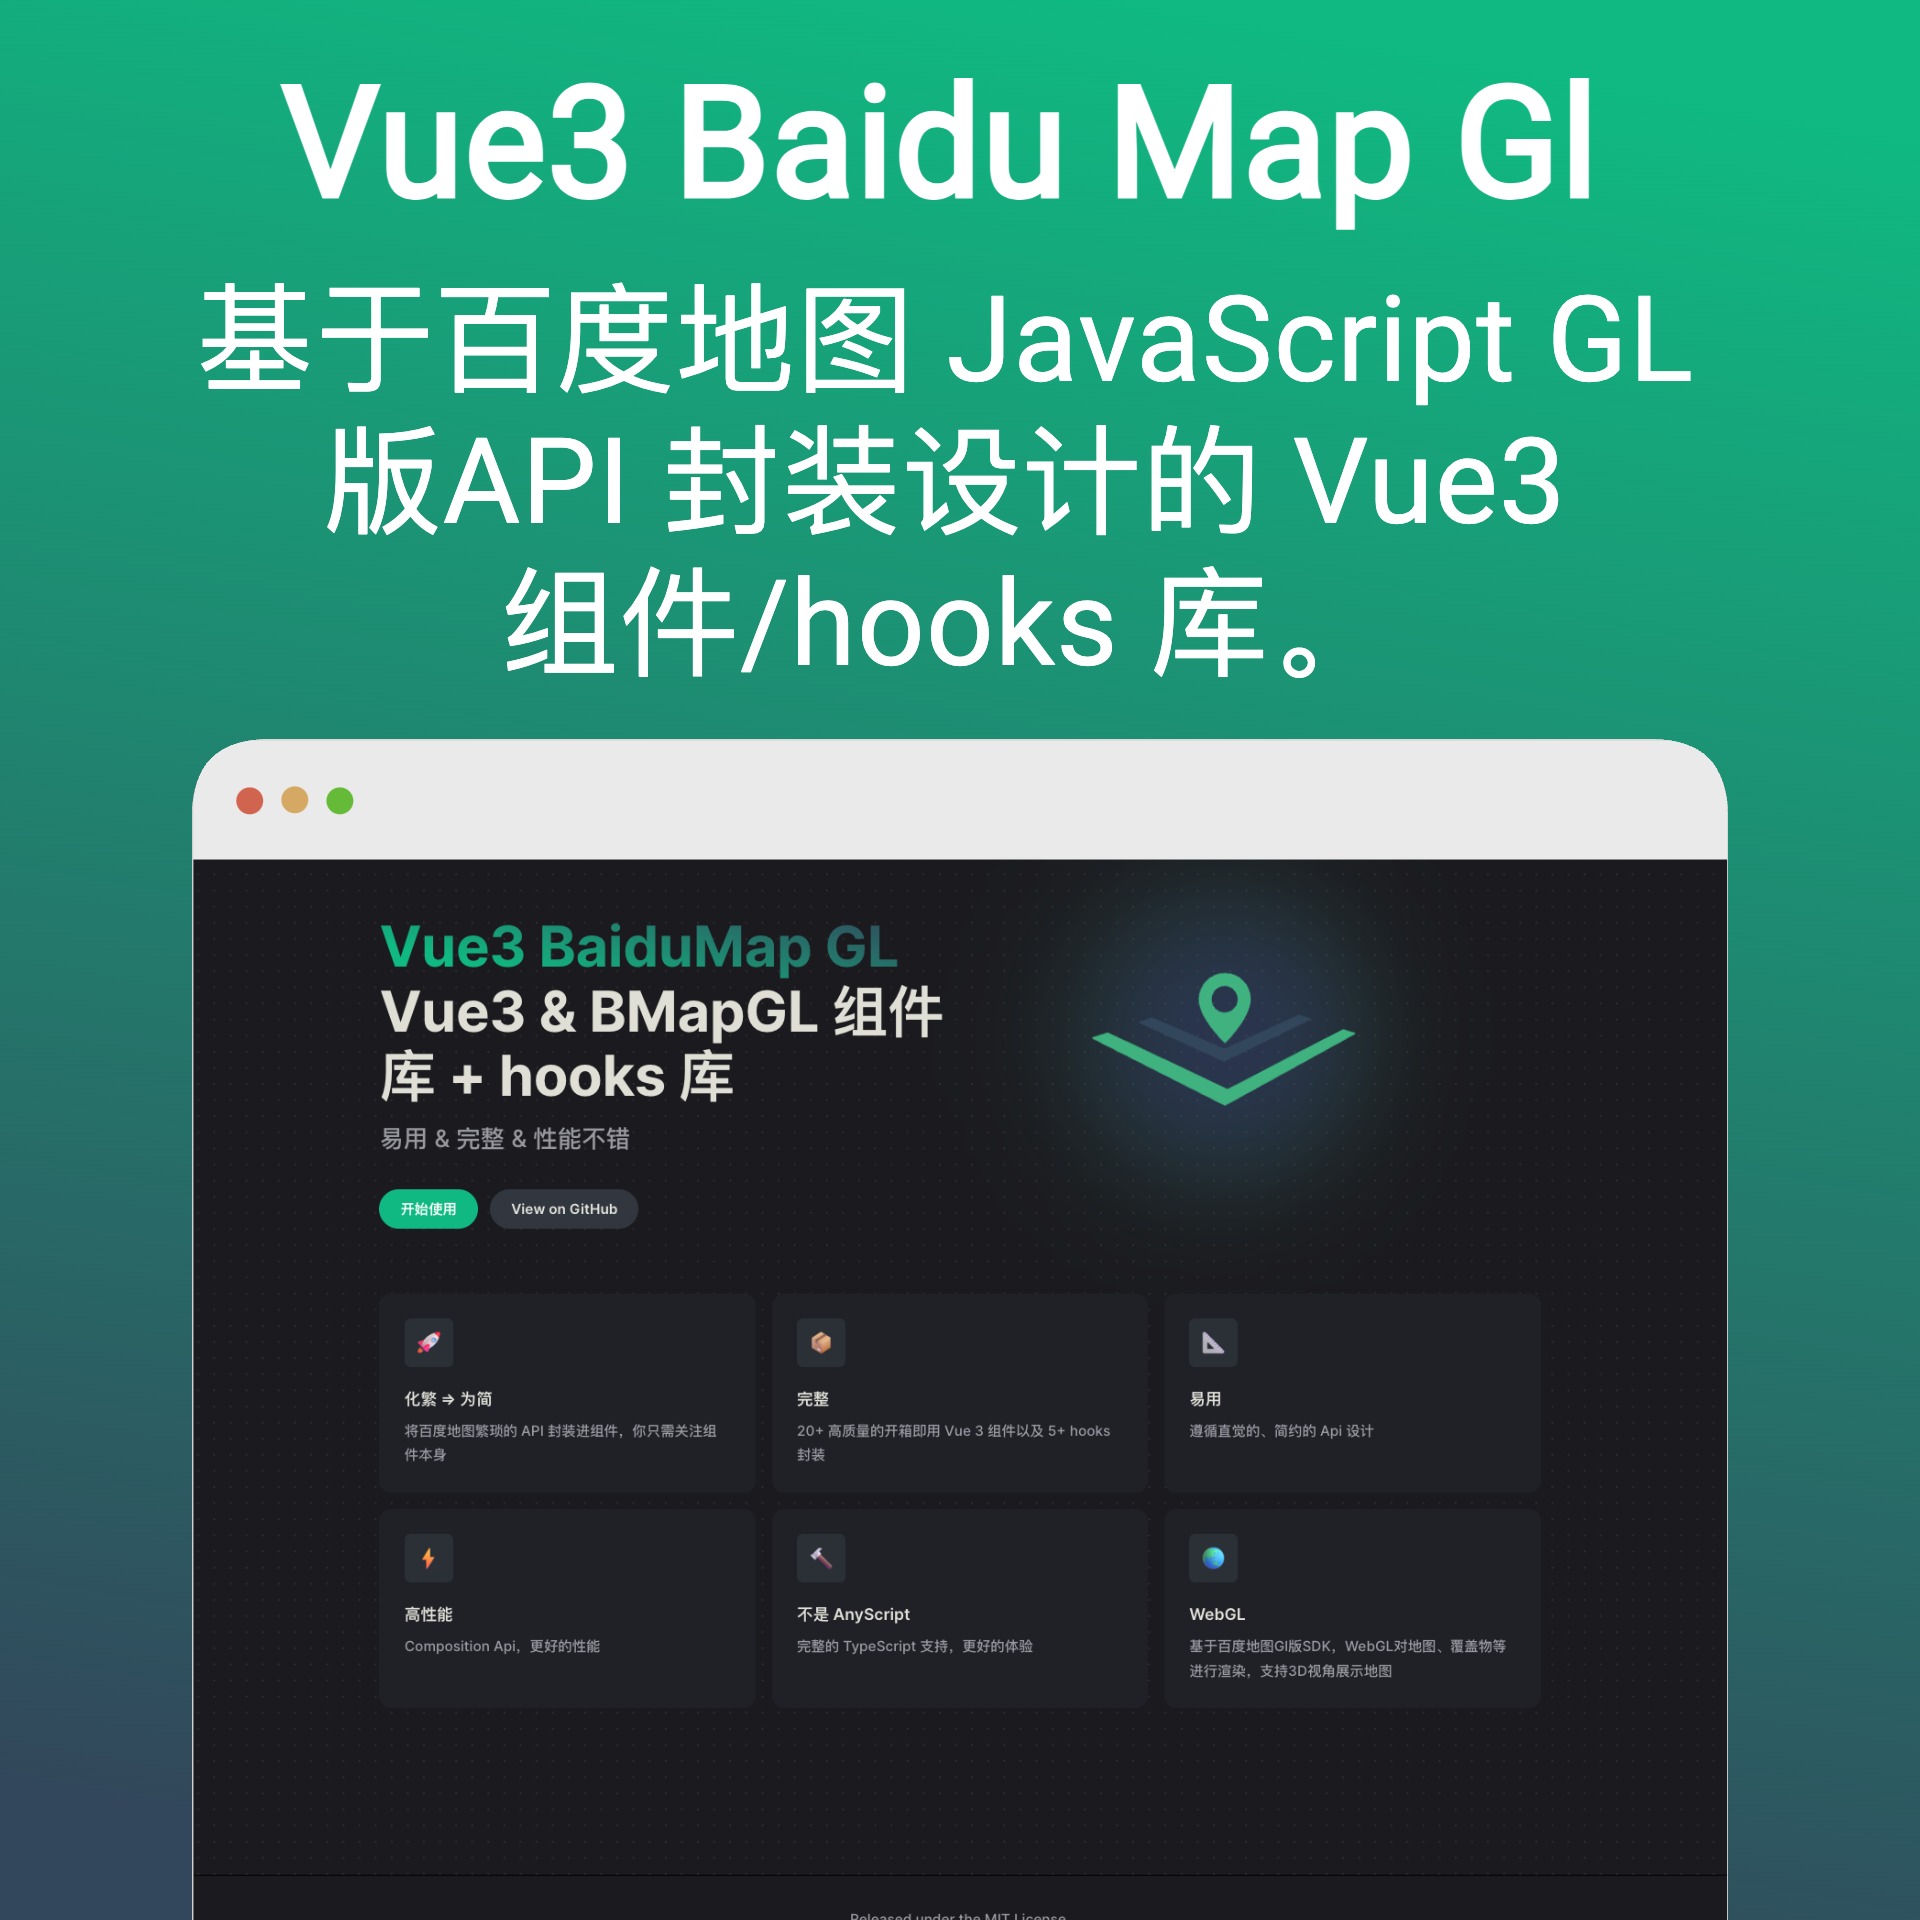 Vue3 Baidu Map Gl
基于百度地图 JavaScript GL
版API 封装设计的 Vue3
组件/hooks 库。
Vue3 BaiduMap GL
Vue3 & BMapGL 组件
库 + hooks 库
易用 & 完整 & 性能不错
开始使用
View on GitHub
化繁 ⇒ 为简
将百度地图繁琐的 API 封装进组件，你只需关注组
件本身
完整
20+ 高质量的开箱即用 Vue 3 组件以及 5+ hooks
封装
易用
遵循直觉的、简约的 Api 设计
高性能
Composition Api，更好的性能
不是 AnyScript
完整的 TypeScript 支持，更好的体验
WebGL
基于百度地图Gl版SDK，WebGL对地图、覆盖物等
进行渲染，支持3D视角展示地图
Released under the MIT License